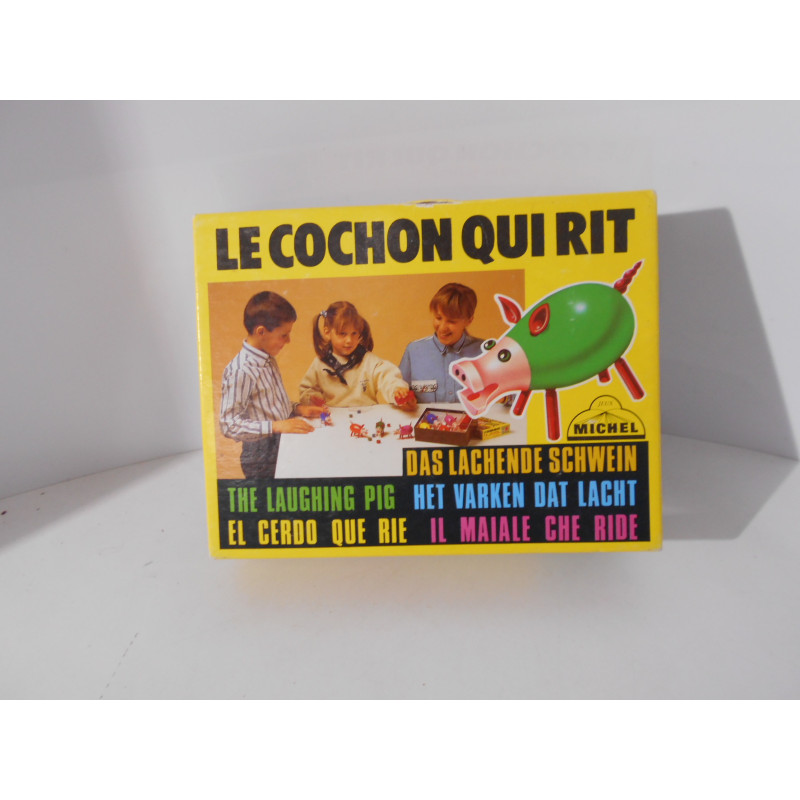 LE COCHON QUI RIT
JEUX
MICHEL
DAS LACHENDE SCHWEIN
THE LAUGHING PIG HET VARKEN DAT LACHT
EL CERDO QUE RIE IL MAIALE CHE RIDE